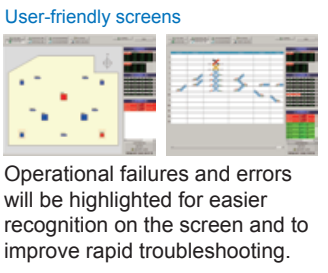 User-friendly screens
Operational failures and errors
will be highlighted for easier
recognition on the screen and to
improve rapid troubleshooting.